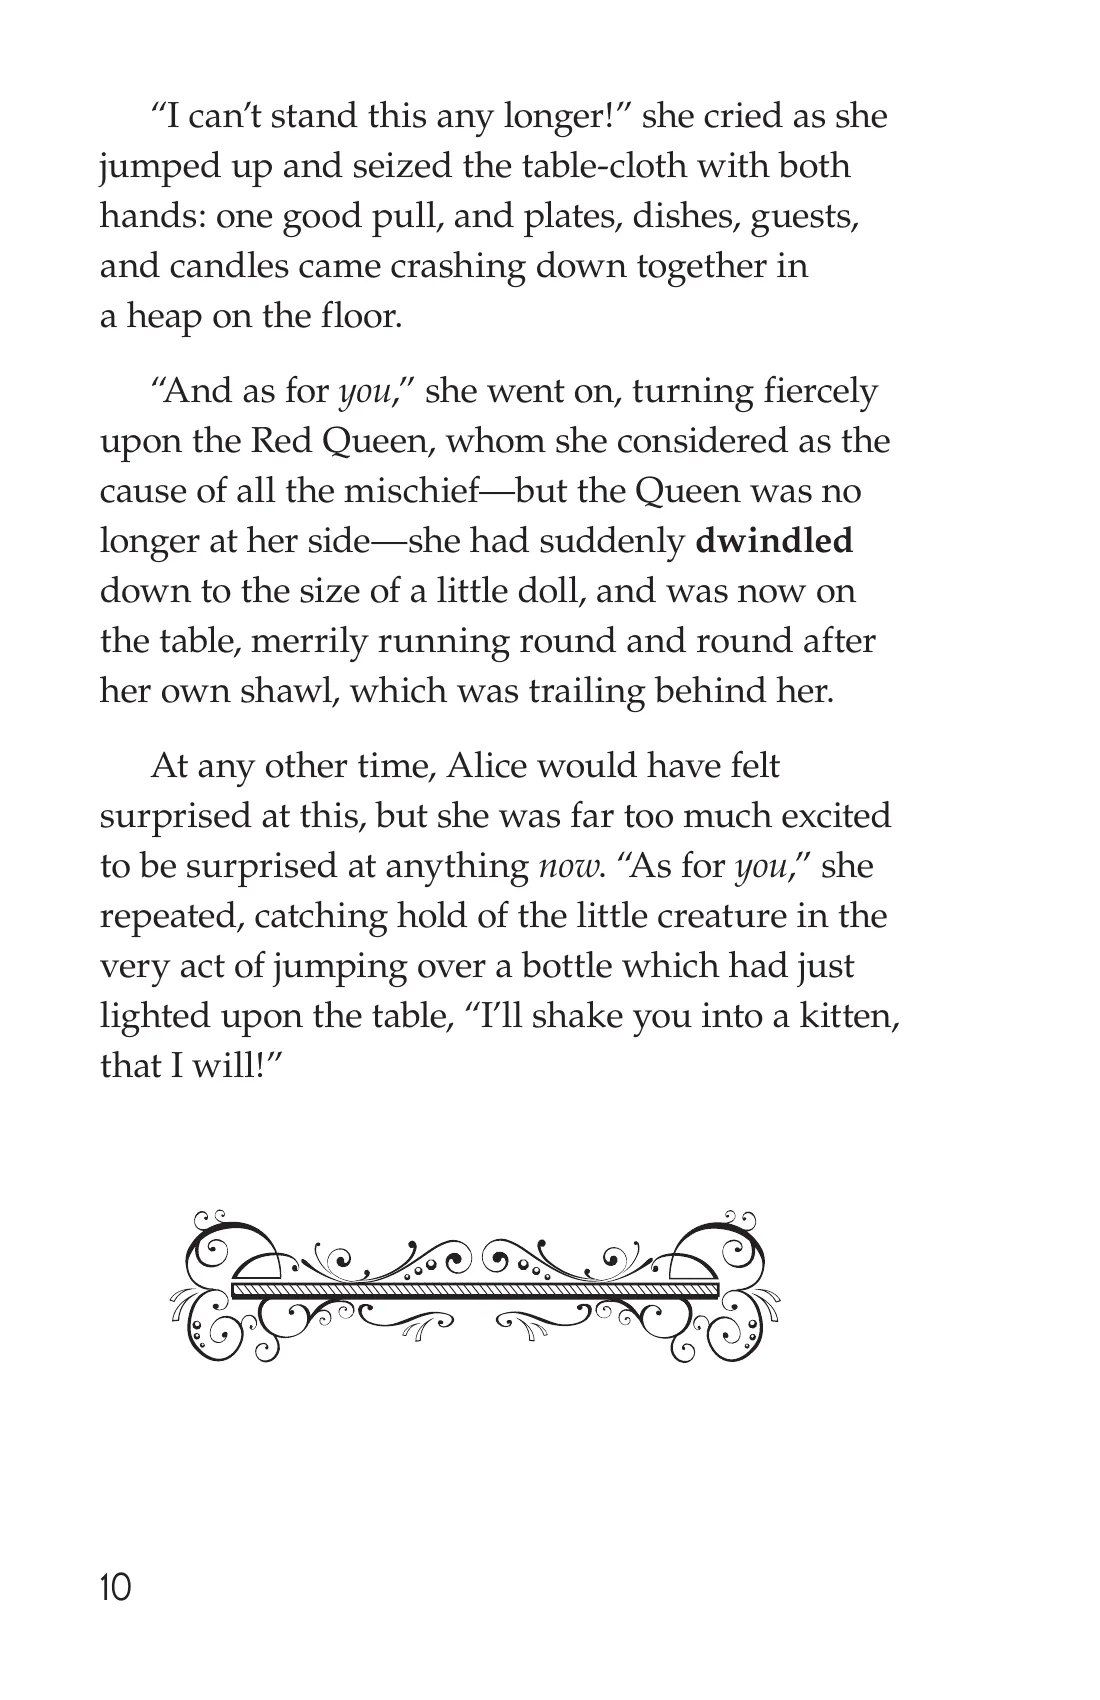 “I can’t stand this any longer!” she cried as she
jumped up and seized the table-cloth with both
hands: one good pull, and plates, dishes, guests,
and candles came crashing down together in
a heap on the floor.
“And as for you,” she went on, turning fiercely
upon the Red Queen, whom she considered as the
cause of all the mischief—but the Queen was no
longer at her side—she had suddenly dwindled
down to the size of a little doll, and was now on
the table, merrily running round and round after
her own shawl, which was trailing behind her.
At any other time, Alice would have felt
surprised at this, but she was far too much excited
to be surprised at anything now. “As for you,” she
repeated, catching hold of the little creature in the
very act of jumping over a bottle which had just
lighted upon the table, “I’ll shake you into a kitten,
that I will!”
10